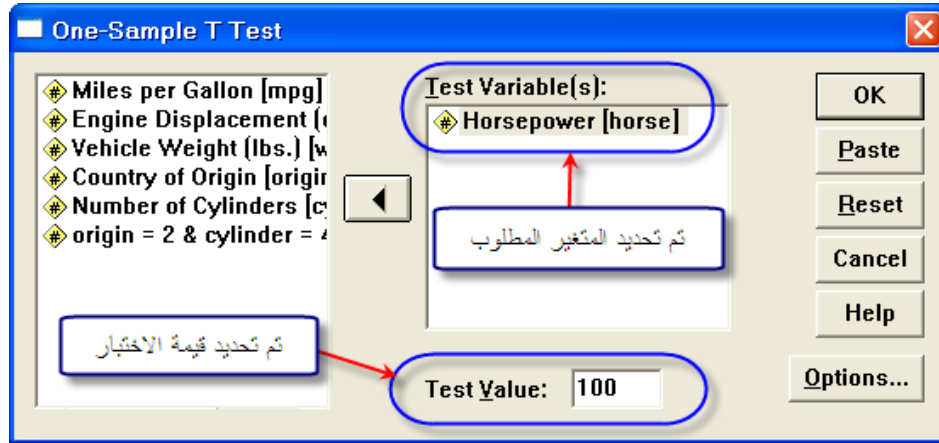 One-Sample T Test
Miles per Gallon [mpg]
Engine Displacement (
Vehicle Weight (lbs.) [w
Country of Origin [origin
Number of Cylinders [cy
origin = 2 & cylinder = 4
Test Variable(s):
Horsepower [horse]
تم تحديد المتغير المطلوب
تم تحديد قيمة الاختبار
Test Value:
100
OK
Paste
Reset
Cancel
Help
Options...